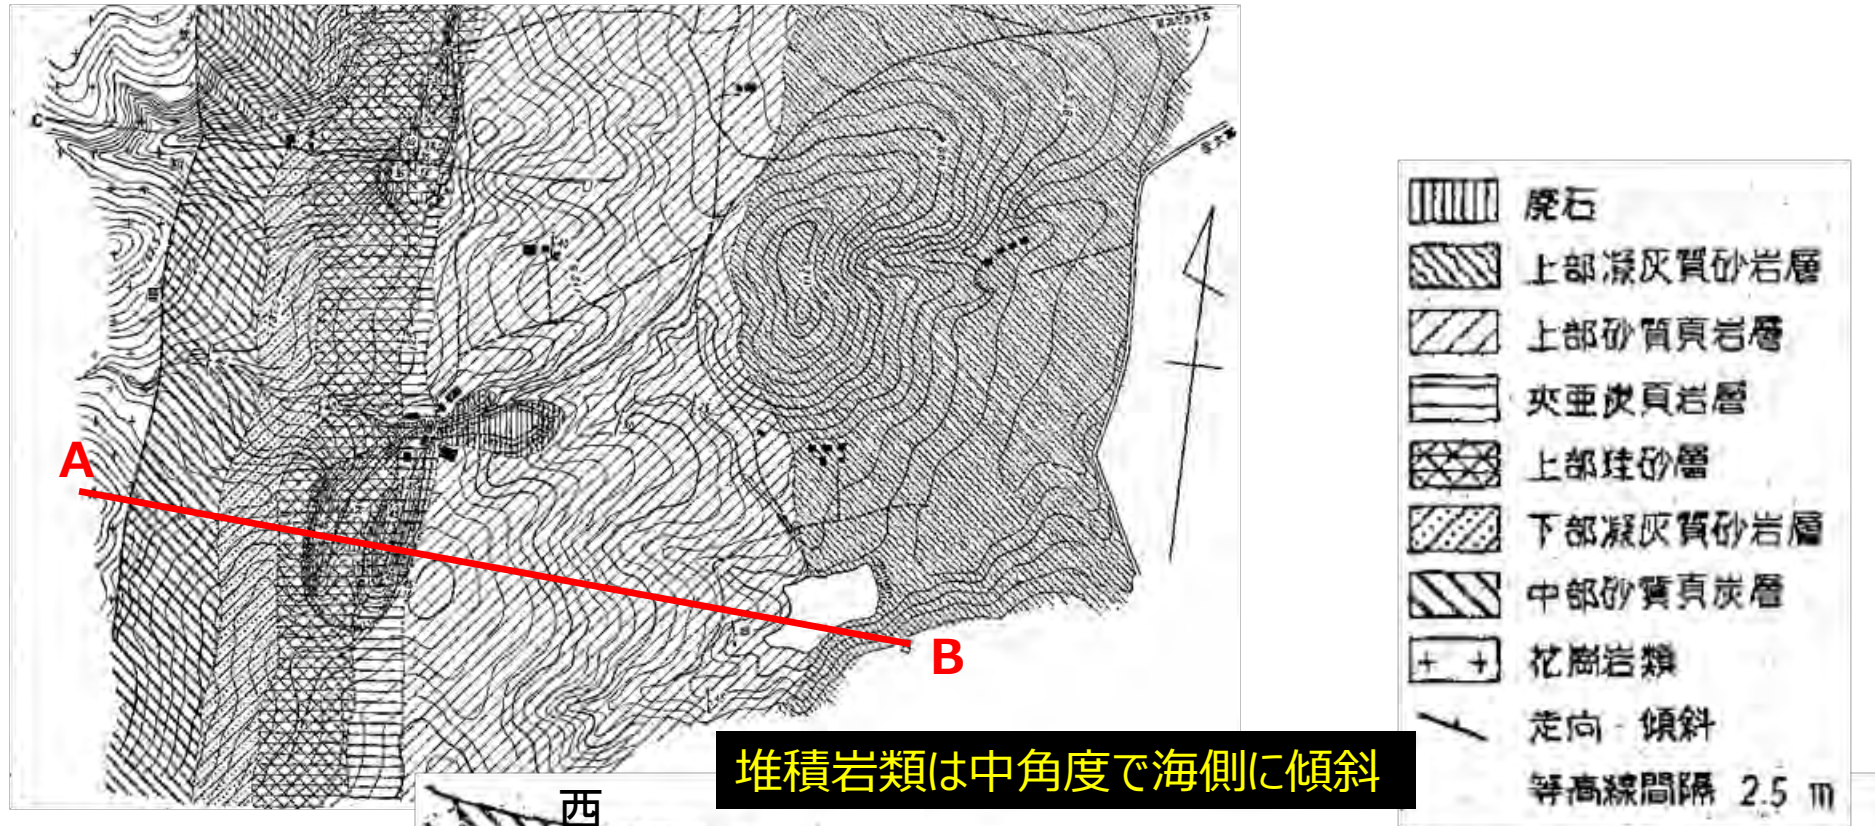 A
B
堆積岩類は中角度で海側に傾斜
西
廃石
上部凝灰質砂岩層
上部砂質頁岩層
夾亜炭頁岩層
上部珪砂層
下部凝灰質砂岩層
中部砂質頁炭層
花崗岩類
走向・傾斜
等高線間隔 2.5 m